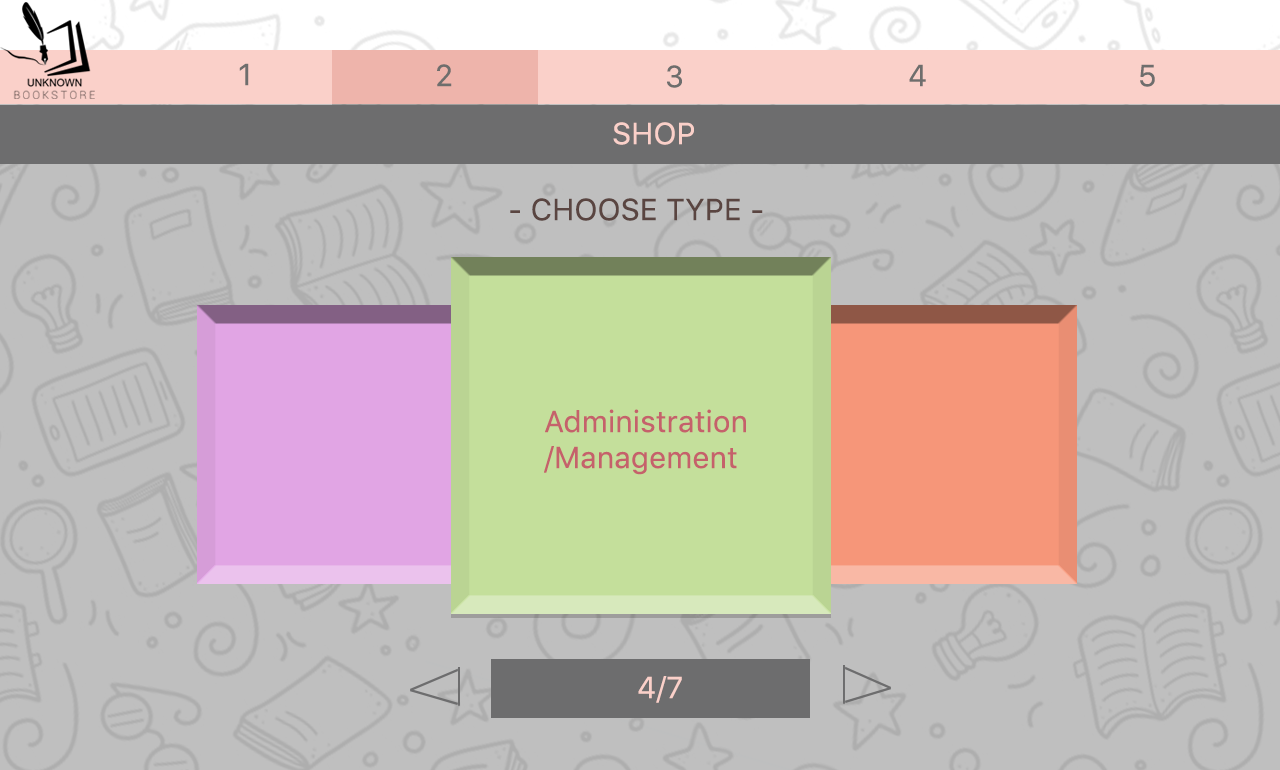 UNKNOWN
BOOKSTORE
1 2 3 4 5
SHOP
- CHOOSE TYPE -
Administration
/Management
4/7